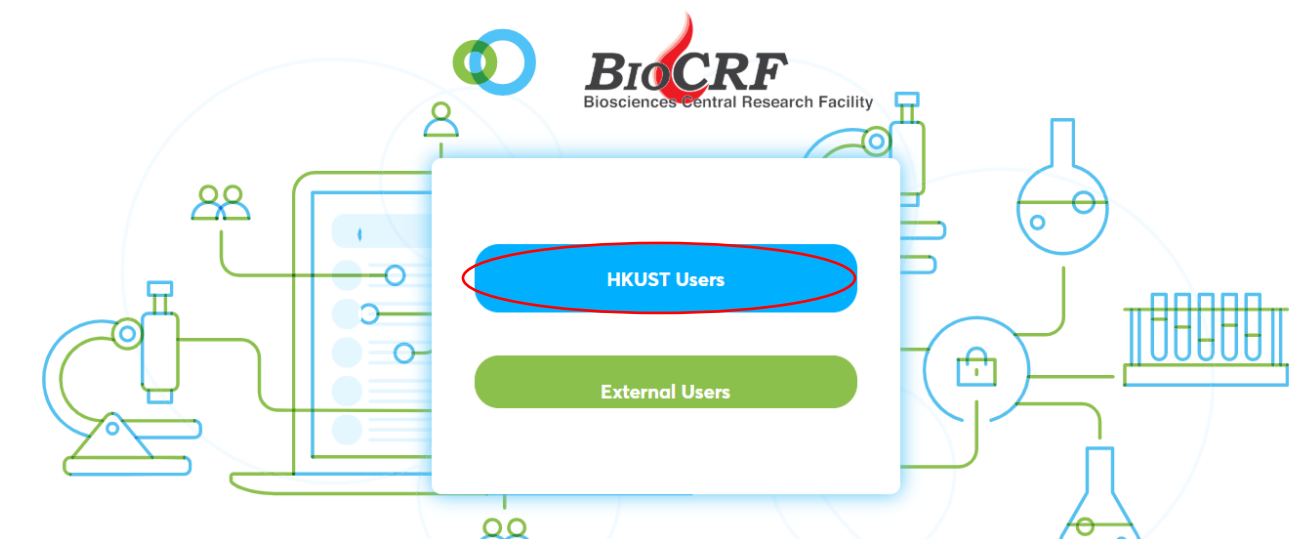 BIOCRF
Biosciences Central Research Facility
HKUST Users
External Users